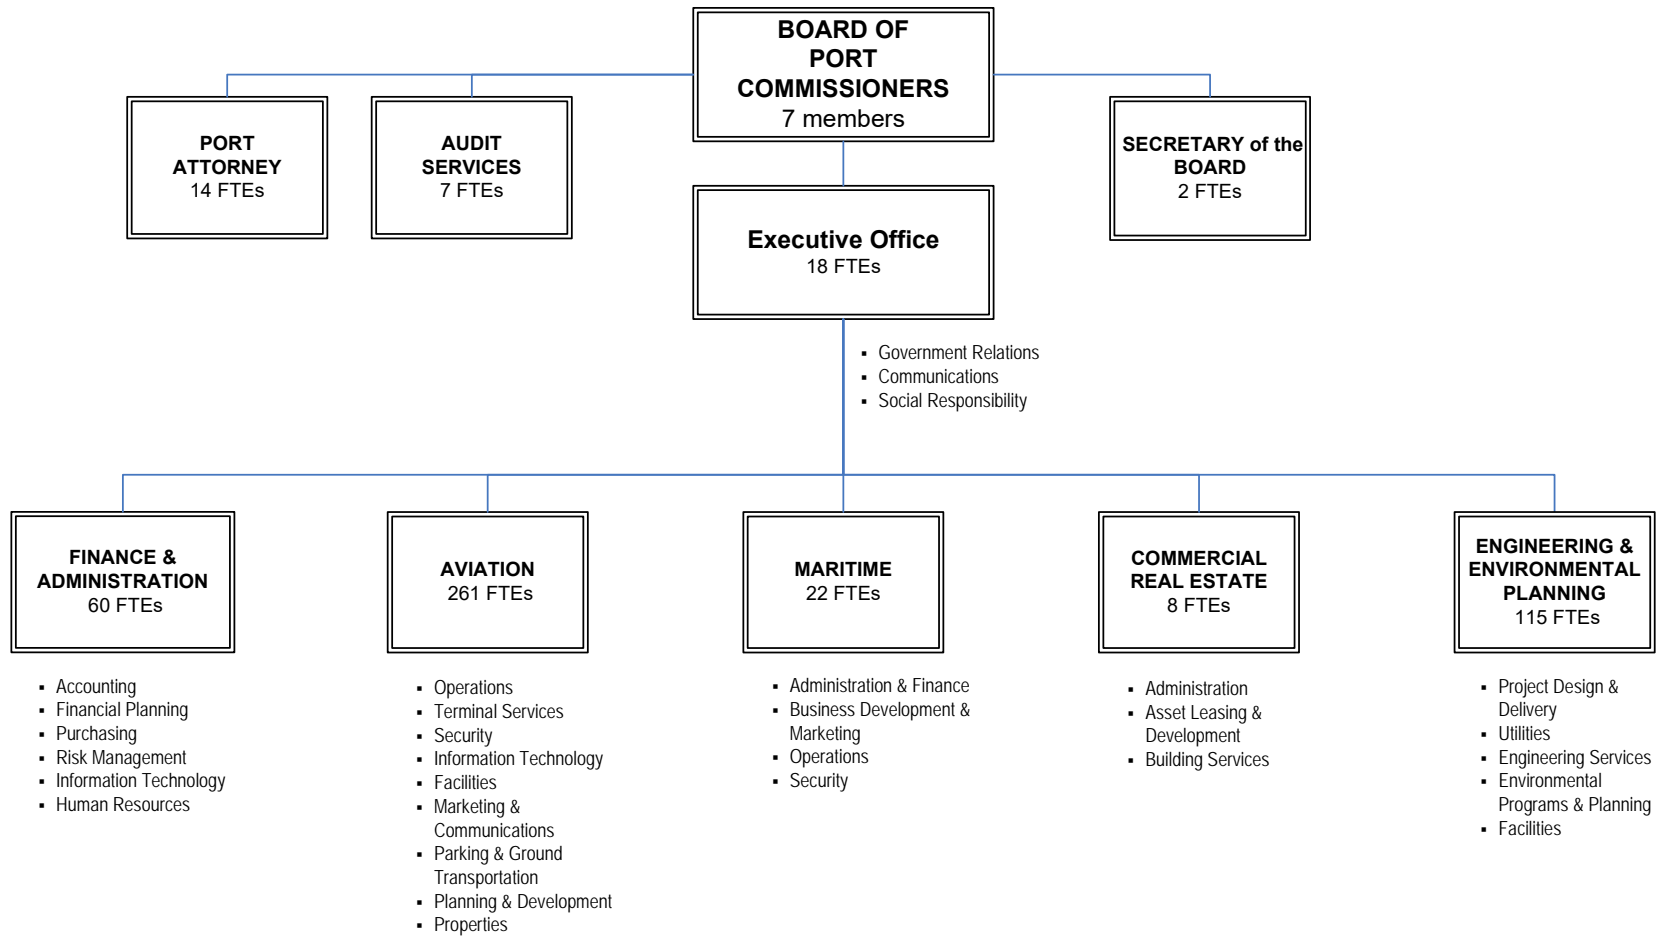 BOARD OF
PORT
COMMISSIONERS
7 members
PORT
ATTORNEY
14 FTEs
AUDIT
SERVICES
7 FTEs
SECRETARY of the
BOARD
2 FTEs
Executive Office
18 FTEs
▪ Government Relations
▪ Communications
▪ Social Responsibility
FINANCE &
ADMINISTRATION
60 FTEs
AVIATION
261 FTEs
MARITIME
22 FTEs
COMMERCIAL
REAL ESTATE
8 FTEs
ENGINEERING &
ENVIRONMENTAL
PLANNING
115 FTEs
▪ Accounting
▪ Financial Planning
▪ Purchasing
▪ Risk Management
▪ Information Technology
▪ Human Resources
▪ Operations
▪ Terminal Services
▪ Security
▪ Information Technology
▪ Facilities
▪ Marketing &
Communications
▪ Parking & Ground
Transportation
▪ Planning & Development
▪ Properties
▪ Administration & Finance
▪ Business Development &
Marketing
▪ Operations
▪ Security
▪ Administration
▪ Asset Leasing &
Development
▪ Building Services
▪ Project Design &
Delivery
▪ Utilities
▪ Engineering Services
▪ Environmental
Programs & Planning
▪ Facilities